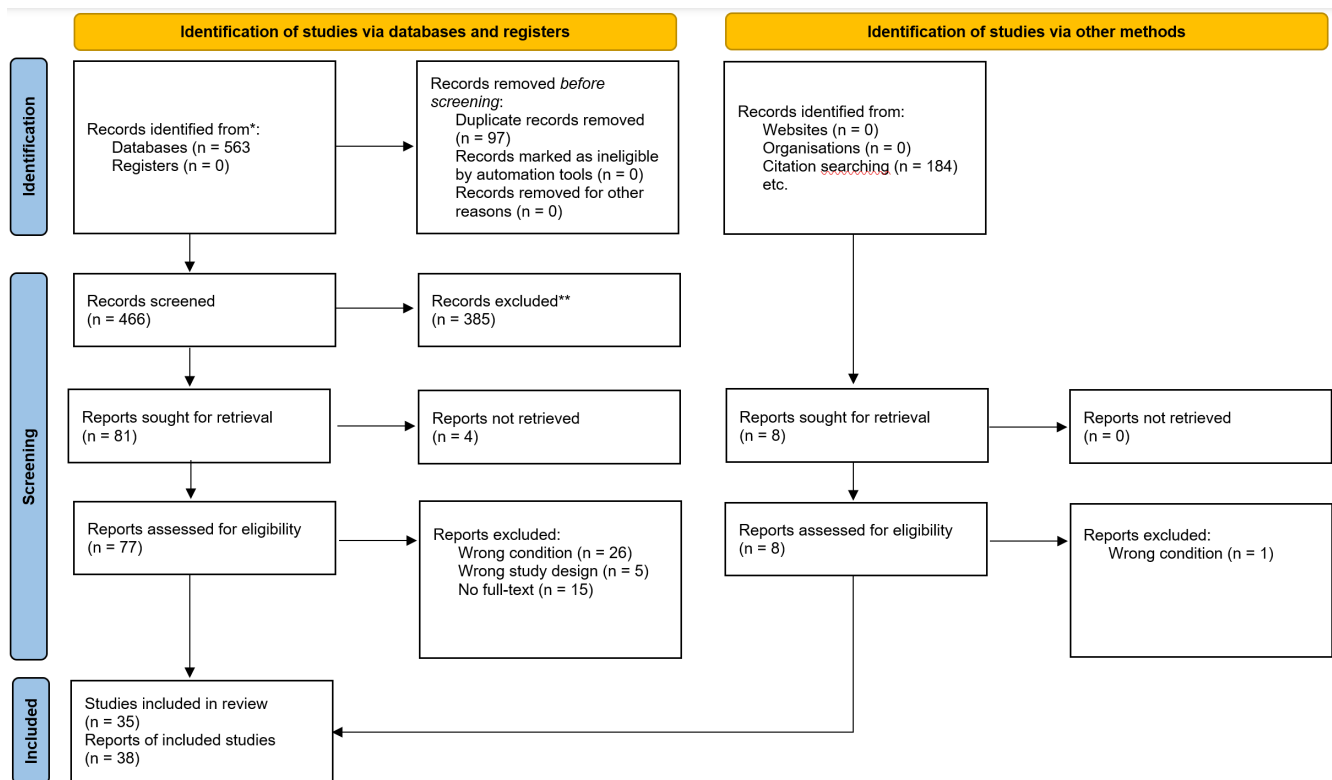 Identification of studies via databases and registers
Identification of studies via other methods
Identification
Records identified from*:
Databases (n = 563
Registers (n = 0)
Records removed before
screening:
Duplicate records removed
(n = 97)
Records marked as ineligible
by automation tools (n = 0)
Records removed for other
reasons (n = 0)
Records identified from:
Websites (n = 0)
Organisations (n = 0)
Citation searching (n = 184)
etc.
Screening
Records screened
(n = 466)
Records excluded**
(n = 385)
Reports sought for retrieval
(n = 81)
Reports not retrieved
(n = 4)
Reports sought for retrieval
(n = 8)
Reports not retrieved
(n = 0)
Reports assessed for eligibility
(n = 77)
Reports excluded:
Wrong condition (n = 26)
Wrong study design (n = 5)
No full-text (n = 15)
Reports assessed for eligibility
(n = 8)
Reports excluded:
Wrong condition (n = 1)
Included
Studies included in review
(n = 35)
Reports of included studies
(n = 38)